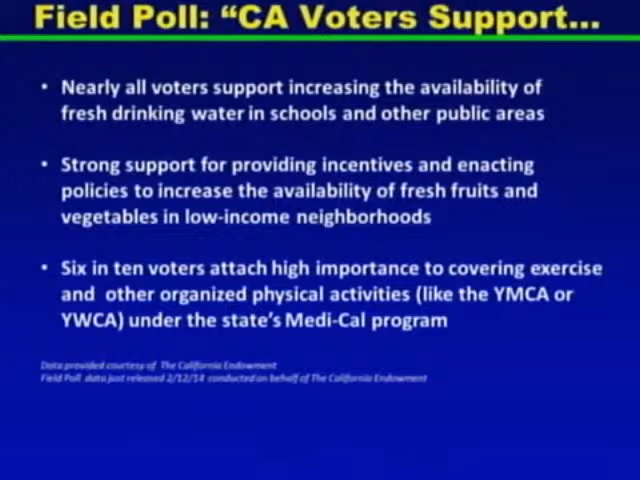 Field Poll: “CA Voters Support...
• Nearly all voters support increasing the availability of
fresh drinking water in schools and other public areas
• Strong support for providing incentives and enacting
policies to increase the availability of fresh fruits and
vegetables in low-income neighborhoods
• Six in ten voters attach high importance to covering exercise
and other organized physical activities (like the YMCA or
YWCA) under the state’s Medi-Cal program
Data provided courtesy of The California Endowment
Field Poll data just released 2/12/14 conducted on behalf of The California Endowment